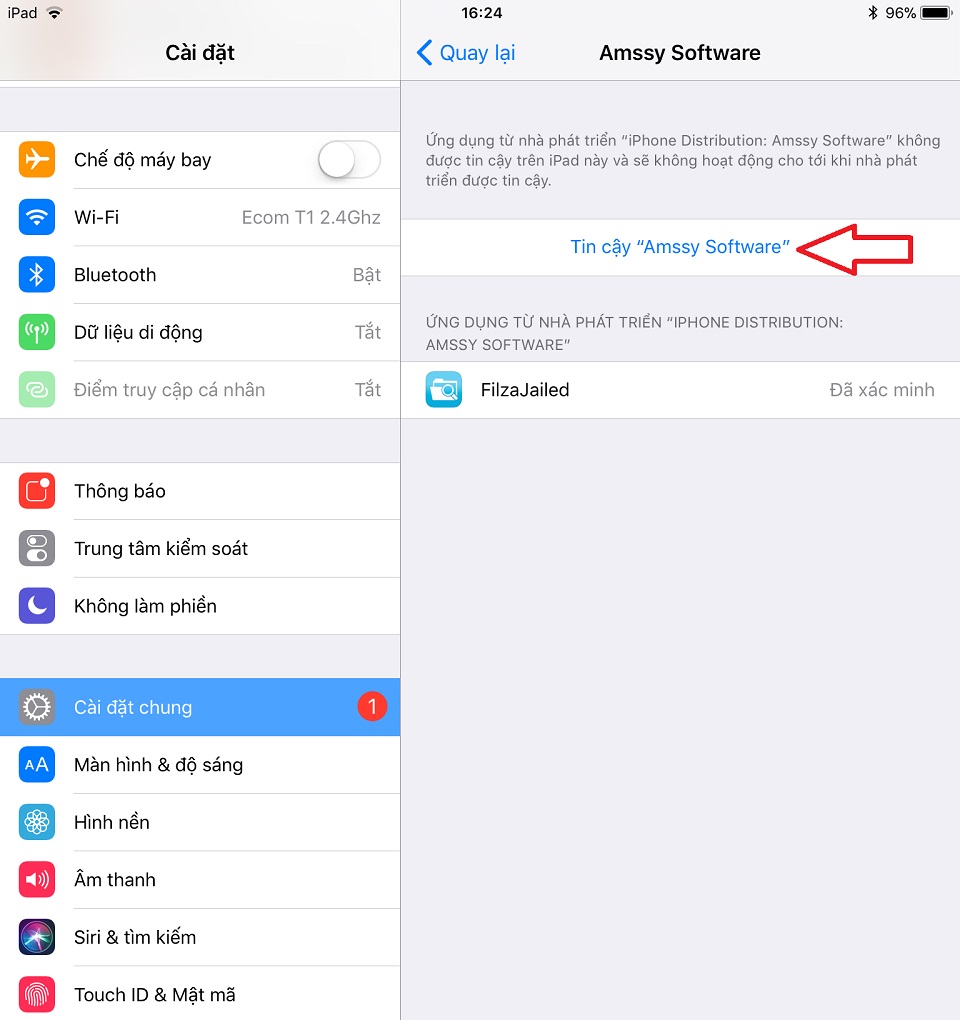 iPad
16:24
96%
Cài đặt
Chế độ máy bay
Wi-Fi
Ecom T1 2.4Ghz
Bluetooth
Bật
Dữ liệu di động
Tắt
Điểm truy cập cá nhân
Tắt
Thông báo
Trung tâm kiểm soát
Không làm phiền
Cài đặt chung
1
AA
Màn hình & độ sáng
Hình nền
Âm thanh
Siri & tìm kiếm
Touch ID & Mật mã
Quay lại
Amssy Software
Ứng dụng từ nhà phát triển “iPhone Distribution: Amssy Software” không
được tin cậy trên iPad này và sẽ không hoạt động cho tới khi nhà phát
triển được tin cậy.
Tin cậy “Amssy Software”
ỨNG DỤNG TỪ NHÀ PHÁT TRIỂN “IPHONE DISTRIBUTION:
AMSSY SOFTWARE”
FilzaJailed
Đã xác minh